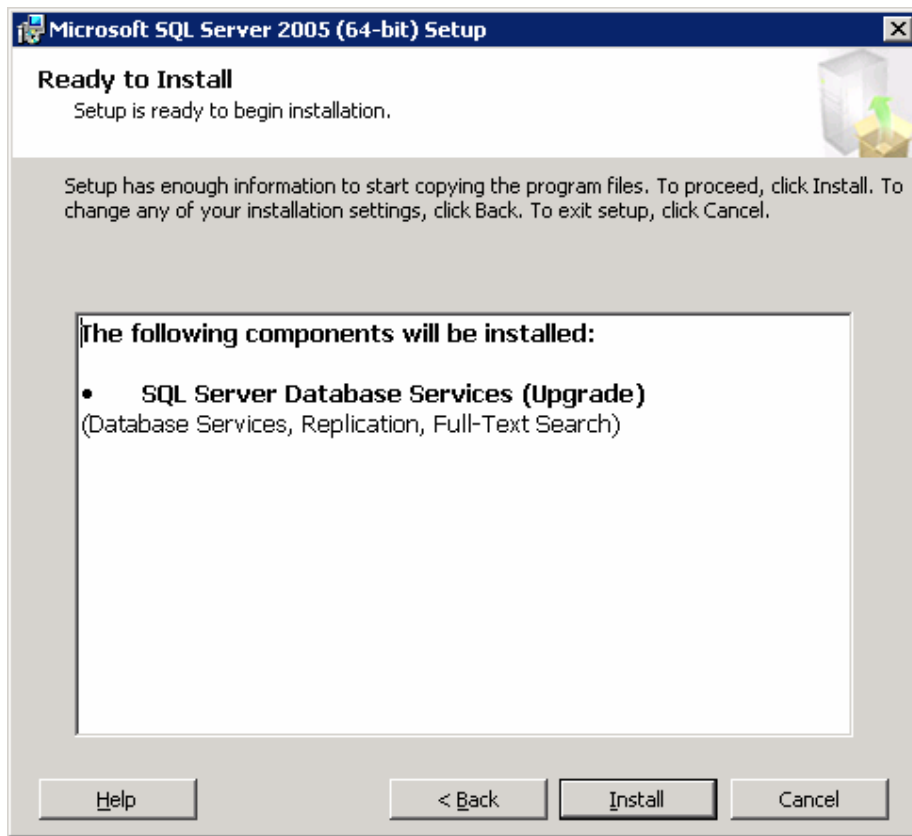 Microsoft SQL Server 2005 (64-bit) Setup
Ready to Install
Setup is ready to begin installation.
Setup has enough information to start copying the program files. To proceed, click Install. To
change any of your installation settings, click Back. To exit setup, click Cancel.
The following components will be installed:
• SQL Server Database Services (Upgrade)
(Database Services, Replication, Full-Text Search)
Help
< Back
Install
Cancel